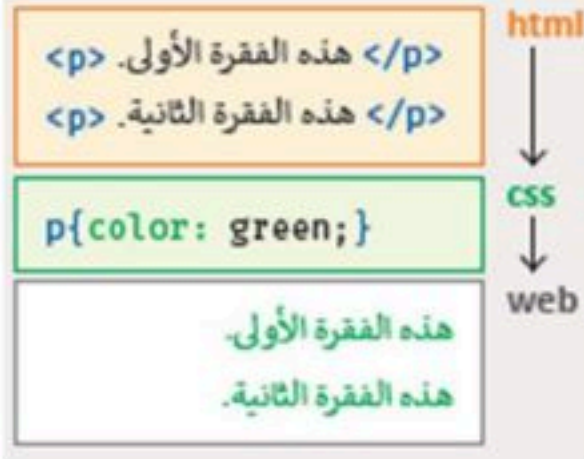 <p> هذه الفقرة الأولى. </p>
<p> هذه الفقرة الثانية. </p>
html
p{color: green;}
css
هذه الفقرة الأولى.
هذه الفقرة الثانية.
web